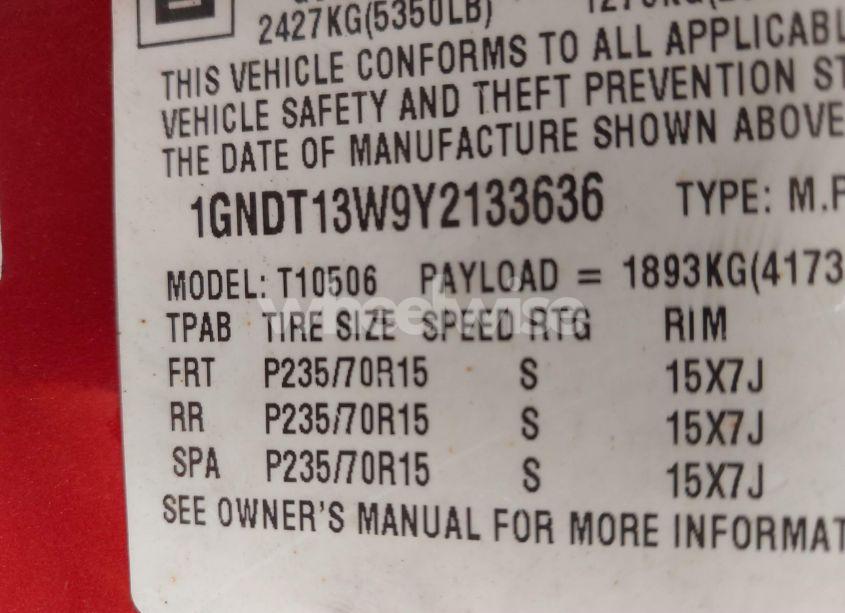 2427KG(5350LB)
THIS VEHICLE CONFORMS TO ALL APPLICABL
VEHICLE SAFETY AND THEFT PREVENTION ST
THE DATE OF MANUFACTURE SHOWN ABOVE
1GNDT13W9Y2133636 TYPE: M.P
MODEL: T10506 PAYLOAD = 1893KG(4173
wheelwise
TPAB TIRE SIZE SPEED RTG RIM
FRT P235/70R15 S 15X7J
RR P235/70R15 S 15X7J
SPA P235/70R15 S 15X7J
SEE OWNER'S MANUAL FOR MORE INFORMAT